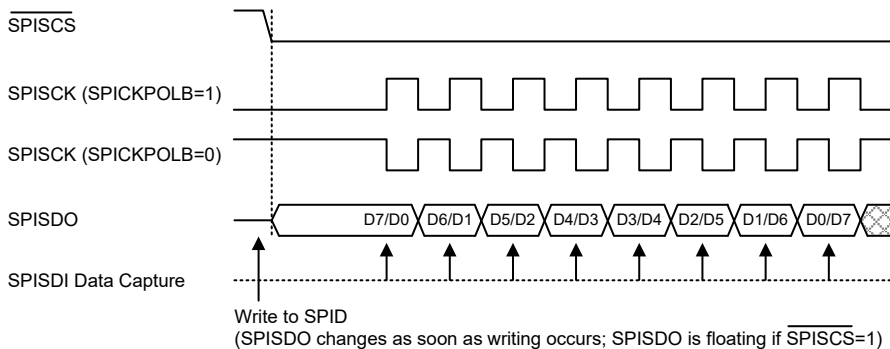 SPISCS
SPISCK (SPICKPOLB=1)
SPISCK (SPICKPOLB=0)
SPISDO
D7/D0 D6/D1 D5/D2 D4/D3 D3/D4 D2/D5 D1/D6 D0/D7
SPISDI Data Capture
Write to SPID
(SPISDO changes as soon as writing occurs; SPISDO is floating if SPISCS=1)